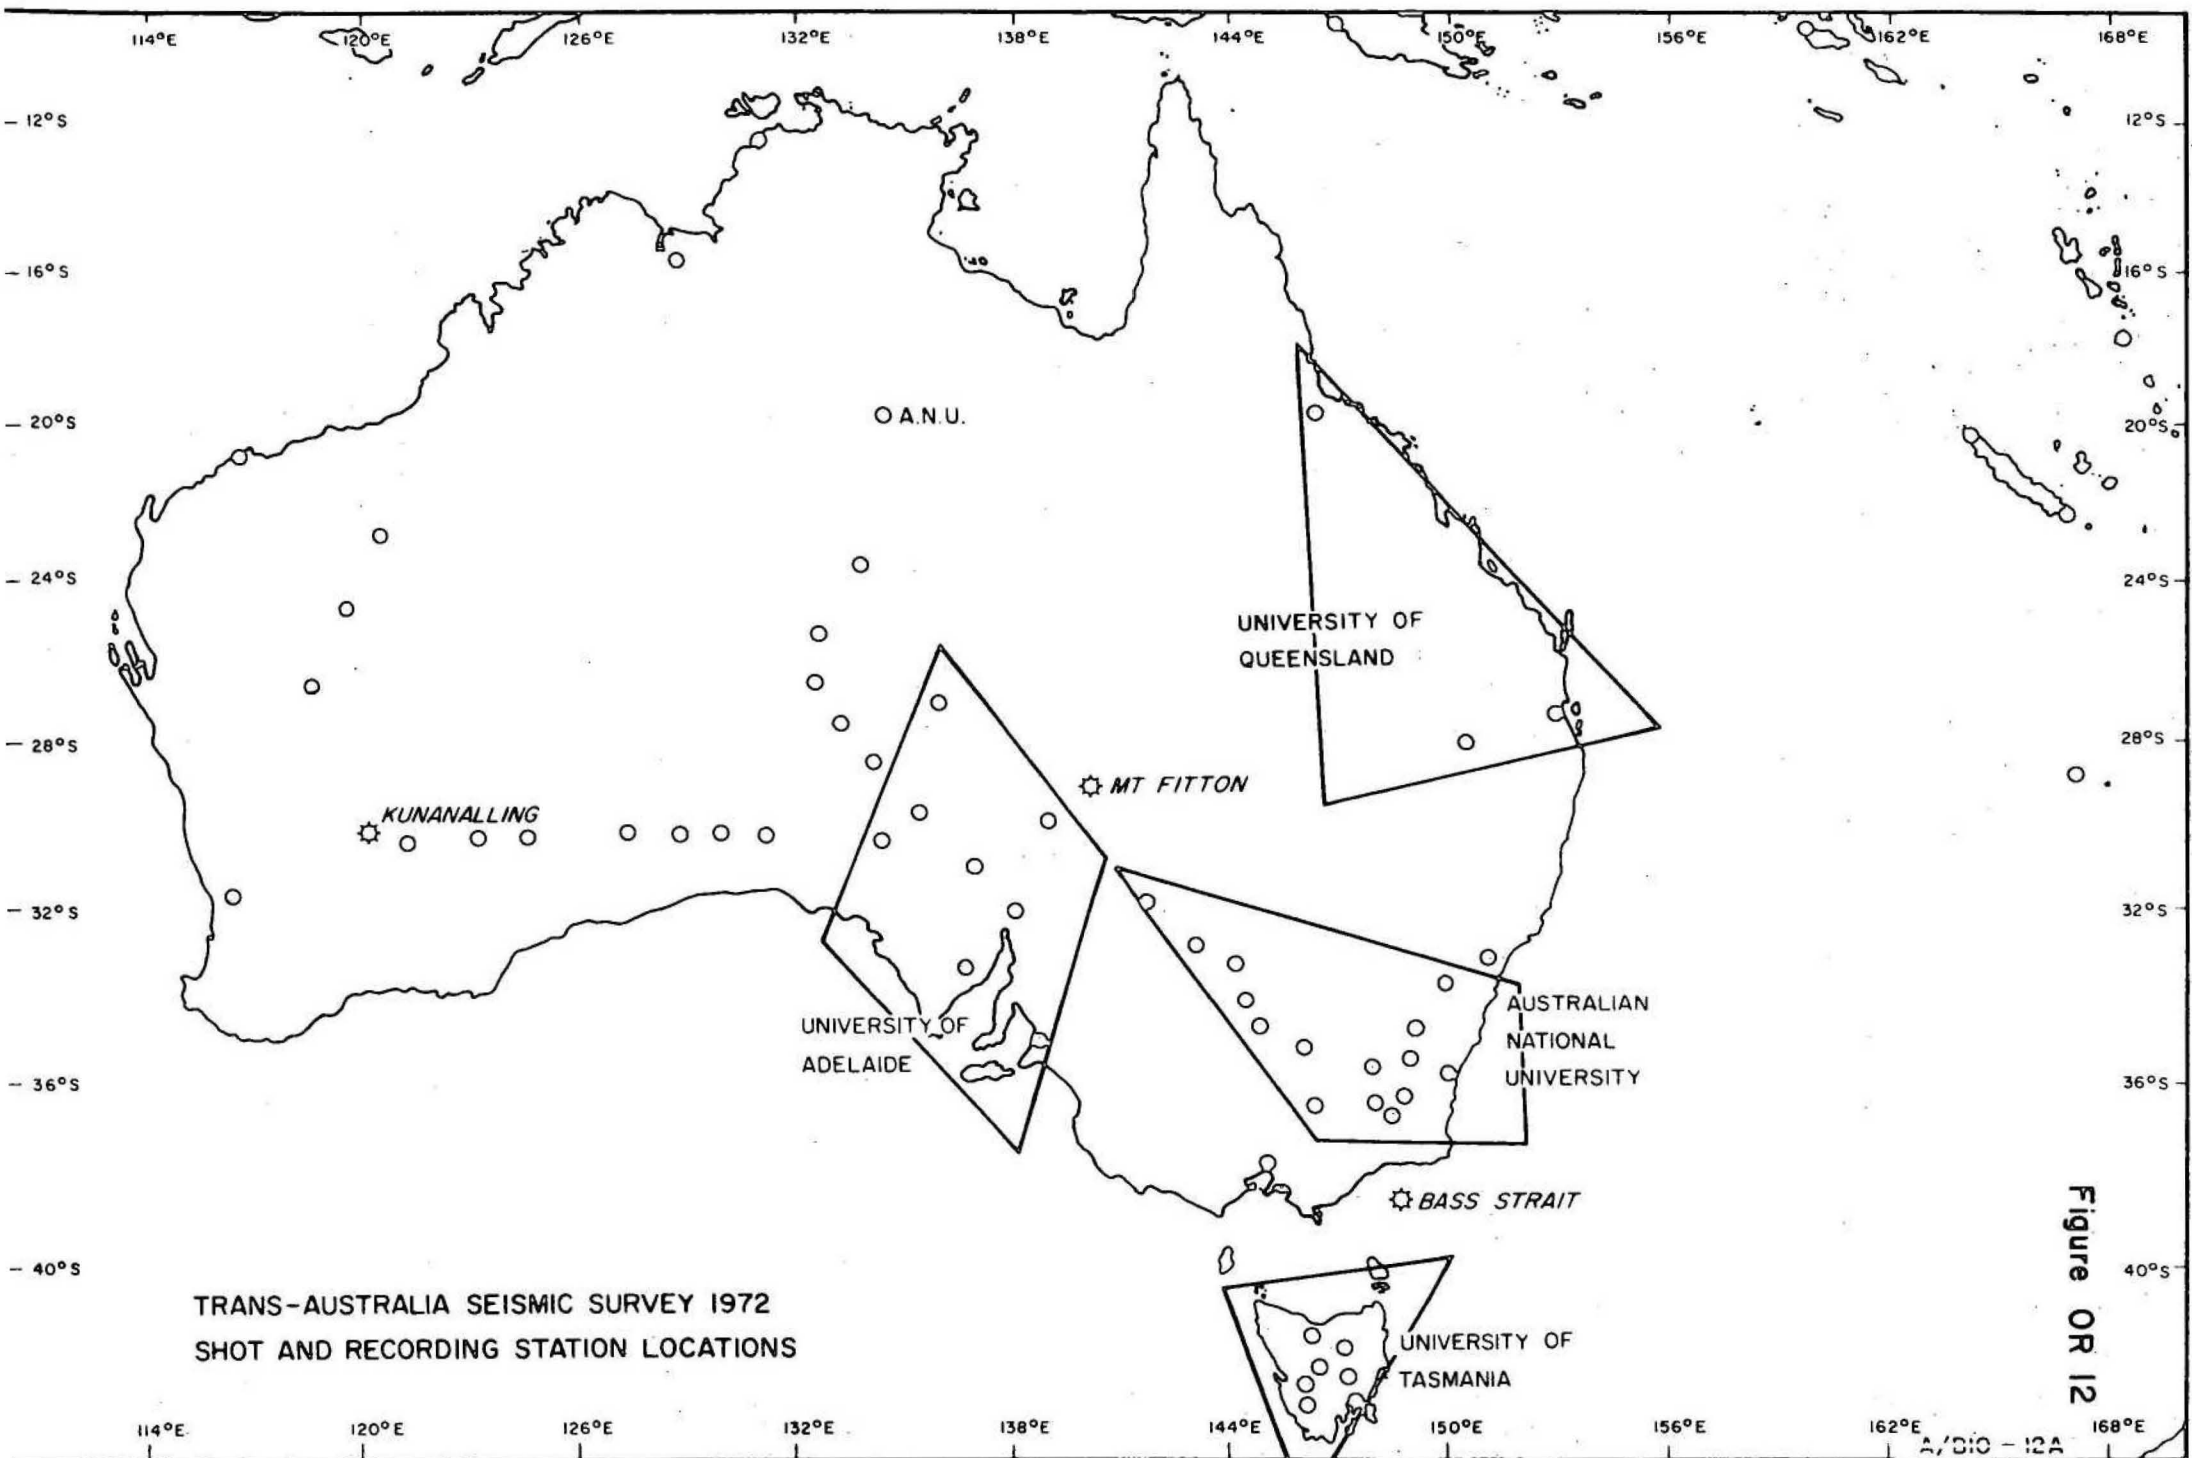 114°E 120°E 126°E 132°E 138°E 144°E 150°E 156°E 162°E 168°E
12°S 12°S
16°S 16°S
A.N.U.
20°S 20°S
24°S 24°S
UNIVERSITY OF
QUEENSLAND
28°S 28°S
MT FITTON
KUNANALLING
32°S 32°S
AUSTRALIAN
NATIONAL
UNIVERSITY
UNIVERSITY OF
ADELAIDE
36°S 36°S
BASS STRAIT
40°S 40°S
TRANS-AUSTRALIA SEISMIC SURVEY 1972
SHOT AND RECORDING STATION LOCATIONS
UNIVERSITY OF
TASMANIA
Figure OR 12
114°E 120°E 126°E 132°E 138°E 144°E 150°E 156°E 162°E 168°E